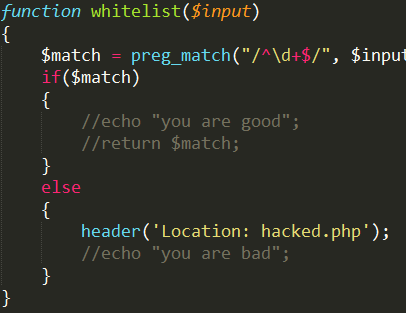 function whitelist($input)
{
$match = preg_match("/^\d+$/", $input
if($match)
{
//echo "you are good";
//return $match;
}
else
{
header('Location: hacked.php');
//echo "you are bad";
}
}